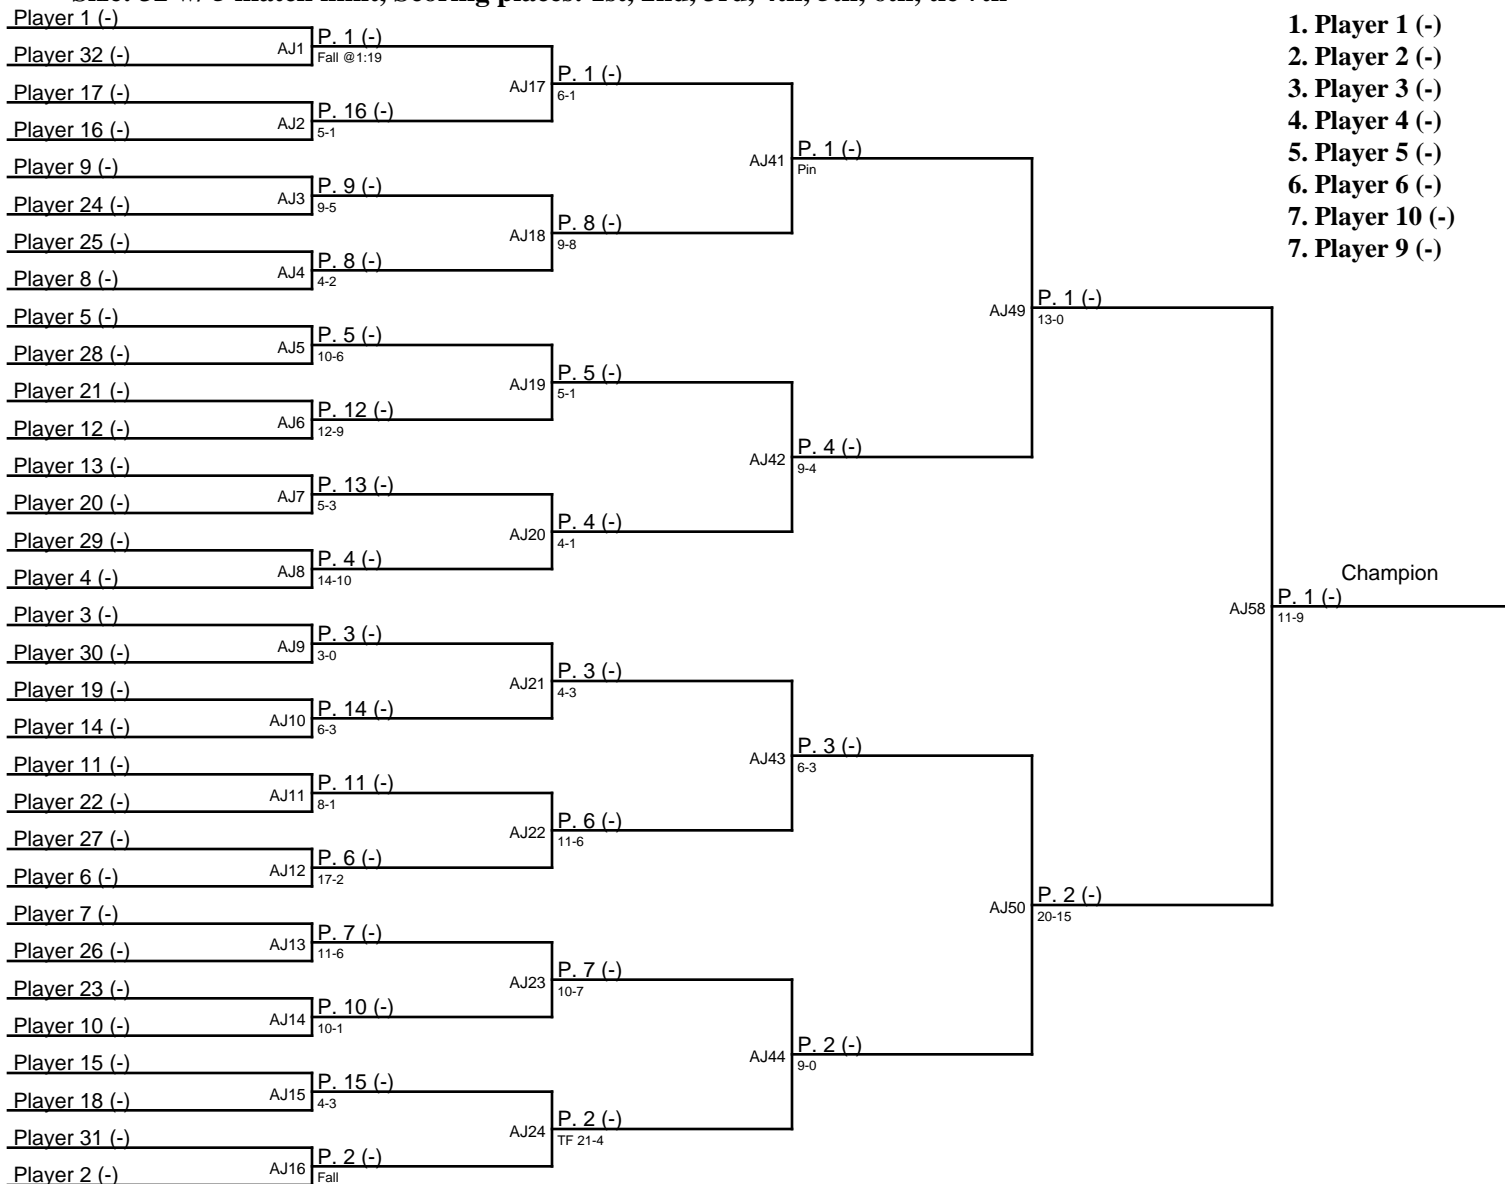 Player 1 (-)
Player 32 (-)
AJ1
P. 1 (-)
Fall @1:19
Player 17 (-)
Player 16 (-)
AJ2
P. 16 (-)
5-1
AJ17
P. 1 (-)
6-1
Player 9 (-)
Player 24 (-)
AJ3
P. 9 (-)
9-5
Player 25 (-)
Player 8 (-)
AJ4
P. 8 (-)
4-2
AJ18
P. 8 (-)
9-8
AJ41
P. 1 (-)
Pin
Player 5 (-)
Player 28 (-)
AJ5
P. 5 (-)
10-6
Player 21 (-)
Player 12 (-)
AJ6
P. 12 (-)
12-9
AJ19
P. 5 (-)
5-1
Player 13 (-)
Player 20 (-)
AJ7
P. 13 (-)
5-3
Player 29 (-)
Player 4 (-)
AJ8
P. 4 (-)
14-10
AJ20
P. 4 (-)
4-1
AJ42
P. 4 (-)
9-4
AJ49
P. 1 (-)
13-0
Player 3 (-)
Player 30 (-)
AJ9
P. 3 (-)
3-0
Player 19 (-)
Player 14 (-)
AJ10
P. 14 (-)
6-3
AJ21
P. 3 (-)
4-3
Player 11 (-)
Player 22 (-)
AJ11
P. 11 (-)
8-1
Player 27 (-)
Player 6 (-)
AJ12
P. 6 (-)
17-2
AJ22
P. 6 (-)
11-6
AJ43
P. 3 (-)
6-3
Player 7 (-)
Player 26 (-)
AJ13
P. 7 (-)
11-6
Player 23 (-)
Player 10 (-)
AJ14
P. 10 (-)
10-1
AJ23
P. 7 (-)
10-7
Player 15 (-)
Player 18 (-)
AJ15
P. 15 (-)
4-3
Player 31 (-)
Player 2 (-)
AJ16
P. 2 (-)
Fall
AJ24
P. 2 (-)
TF 21-4
AJ44
P. 2 (-)
9-0
AJ50
P. 2 (-)
20-15
AJ58
Champion
P. 1 (-)
11-9
1. Player 1 (-)
2. Player 2 (-)
3. Player 3 (-)
4. Player 4 (-)
5. Player 5 (-)
6. Player 6 (-)
7. Player 10 (-)
7. Player 9 (-)